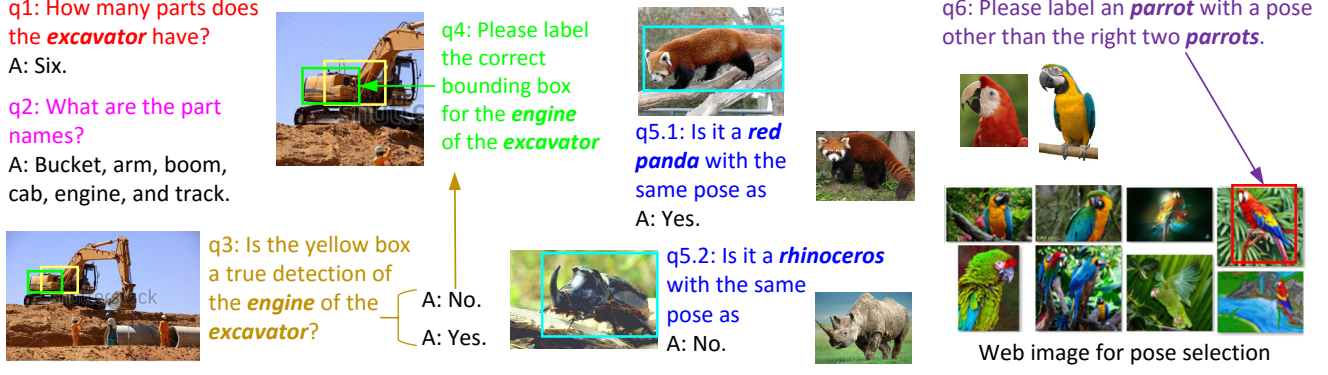 q1: How many parts does
the excavator have?
A: Six.
q2: What are the part
names?
A: Bucket, arm, boom,
cab, engine, and track.
q3: Is the yellow box
a true detection of
the engine of the
excavator?
A: No.
A: Yes.
q4: Please label
the correct
bounding box
for the engine
of the excavator
q5.1: Is it a red
panda with the
same pose as
A: Yes.
q5.2: Is it a rhinoceros
with the same
pose as
A: No.
q6: Please label an parrot with a pose
other than the right two parrots.
Web image for pose selection